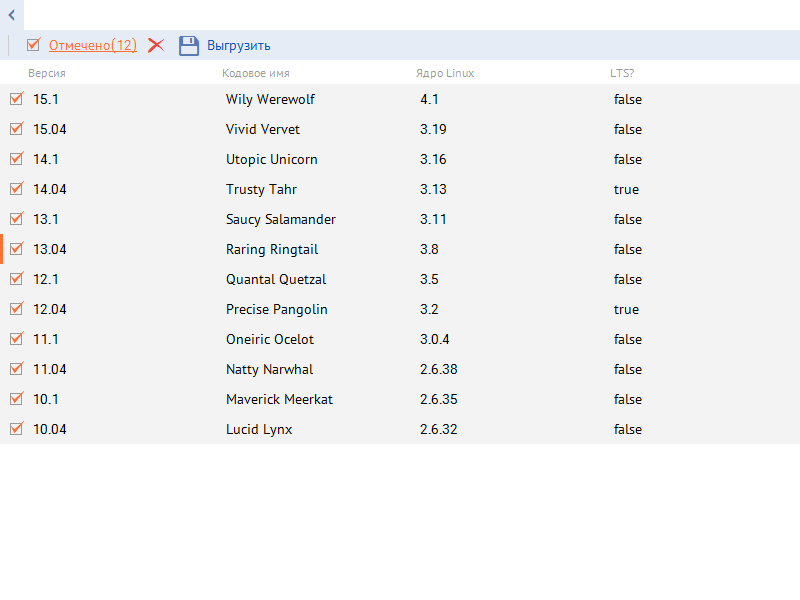 Отмечено(12) Выгрузить
Версия Кодовое имя Ядро Linux LTS?
15.1 Wily Werewolf 4.1 false
15.04 Vivid Vervet 3.19 false
14.1 Utopic Unicorn 3.16 false
14.04 Trusty Tahr 3.13 true
13.1 Saucy Salamander 3.11 false
13.04 Raring Ringtail 3.8 false
12.1 Quantal Quetzal 3.5 false
12.04 Precise Pangolin 3.2 true
11.1 Oneiric Ocelot 3.0.4 false
11.04 Natty Narwhal 2.6.38 false
10.1 Maverick Meerkat 2.6.35 false
10.04 Lucid Lynx 2.6.32 false